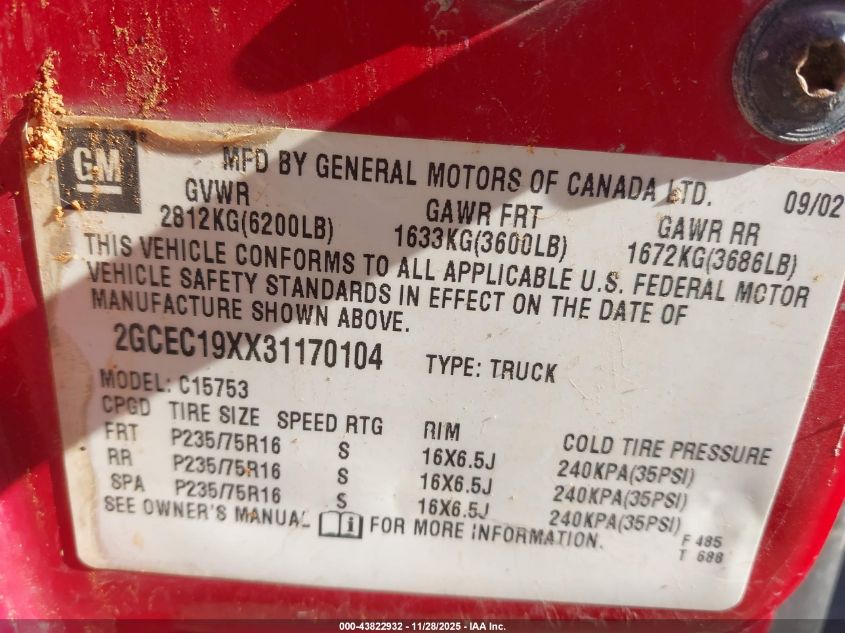 GM
MFD BY GENERAL MOTORS OF CANADA LTD. 09/02
GVWR GAWR FRT GAWR RR
2812KG(6200LB) 1633KG(3600LB) 1672KG(3686LB)
THIS VEHICLE CONFORMS TO ALL APPLICABLE U.S. FEDERAL MOTOR
VEHICLE SAFETY STANDARDS IN EFFECT ON THE DATE OF
MANUFACTURE SHOWN ABOVE.
2GCEC19XX31170104 TYPE: TRUCK
MODEL: C15753
CPGD TIRE SIZE SPEED RTG RIM COLD TIRE PRESSURE
FRT P235/75R16 S 16X6.5J 240KPA(35PSI)
RR P235/75R16 S 16X6.5J 240KPA(35PSI)
SPA P235/75R16 S 16X6.5J 240KPA(35PSI)
SEE OWNER'S MANUAL i FOR MORE INFORMATION.
F 485
T 688
000-43822932 - 11/28/2025 - IAA Inc.